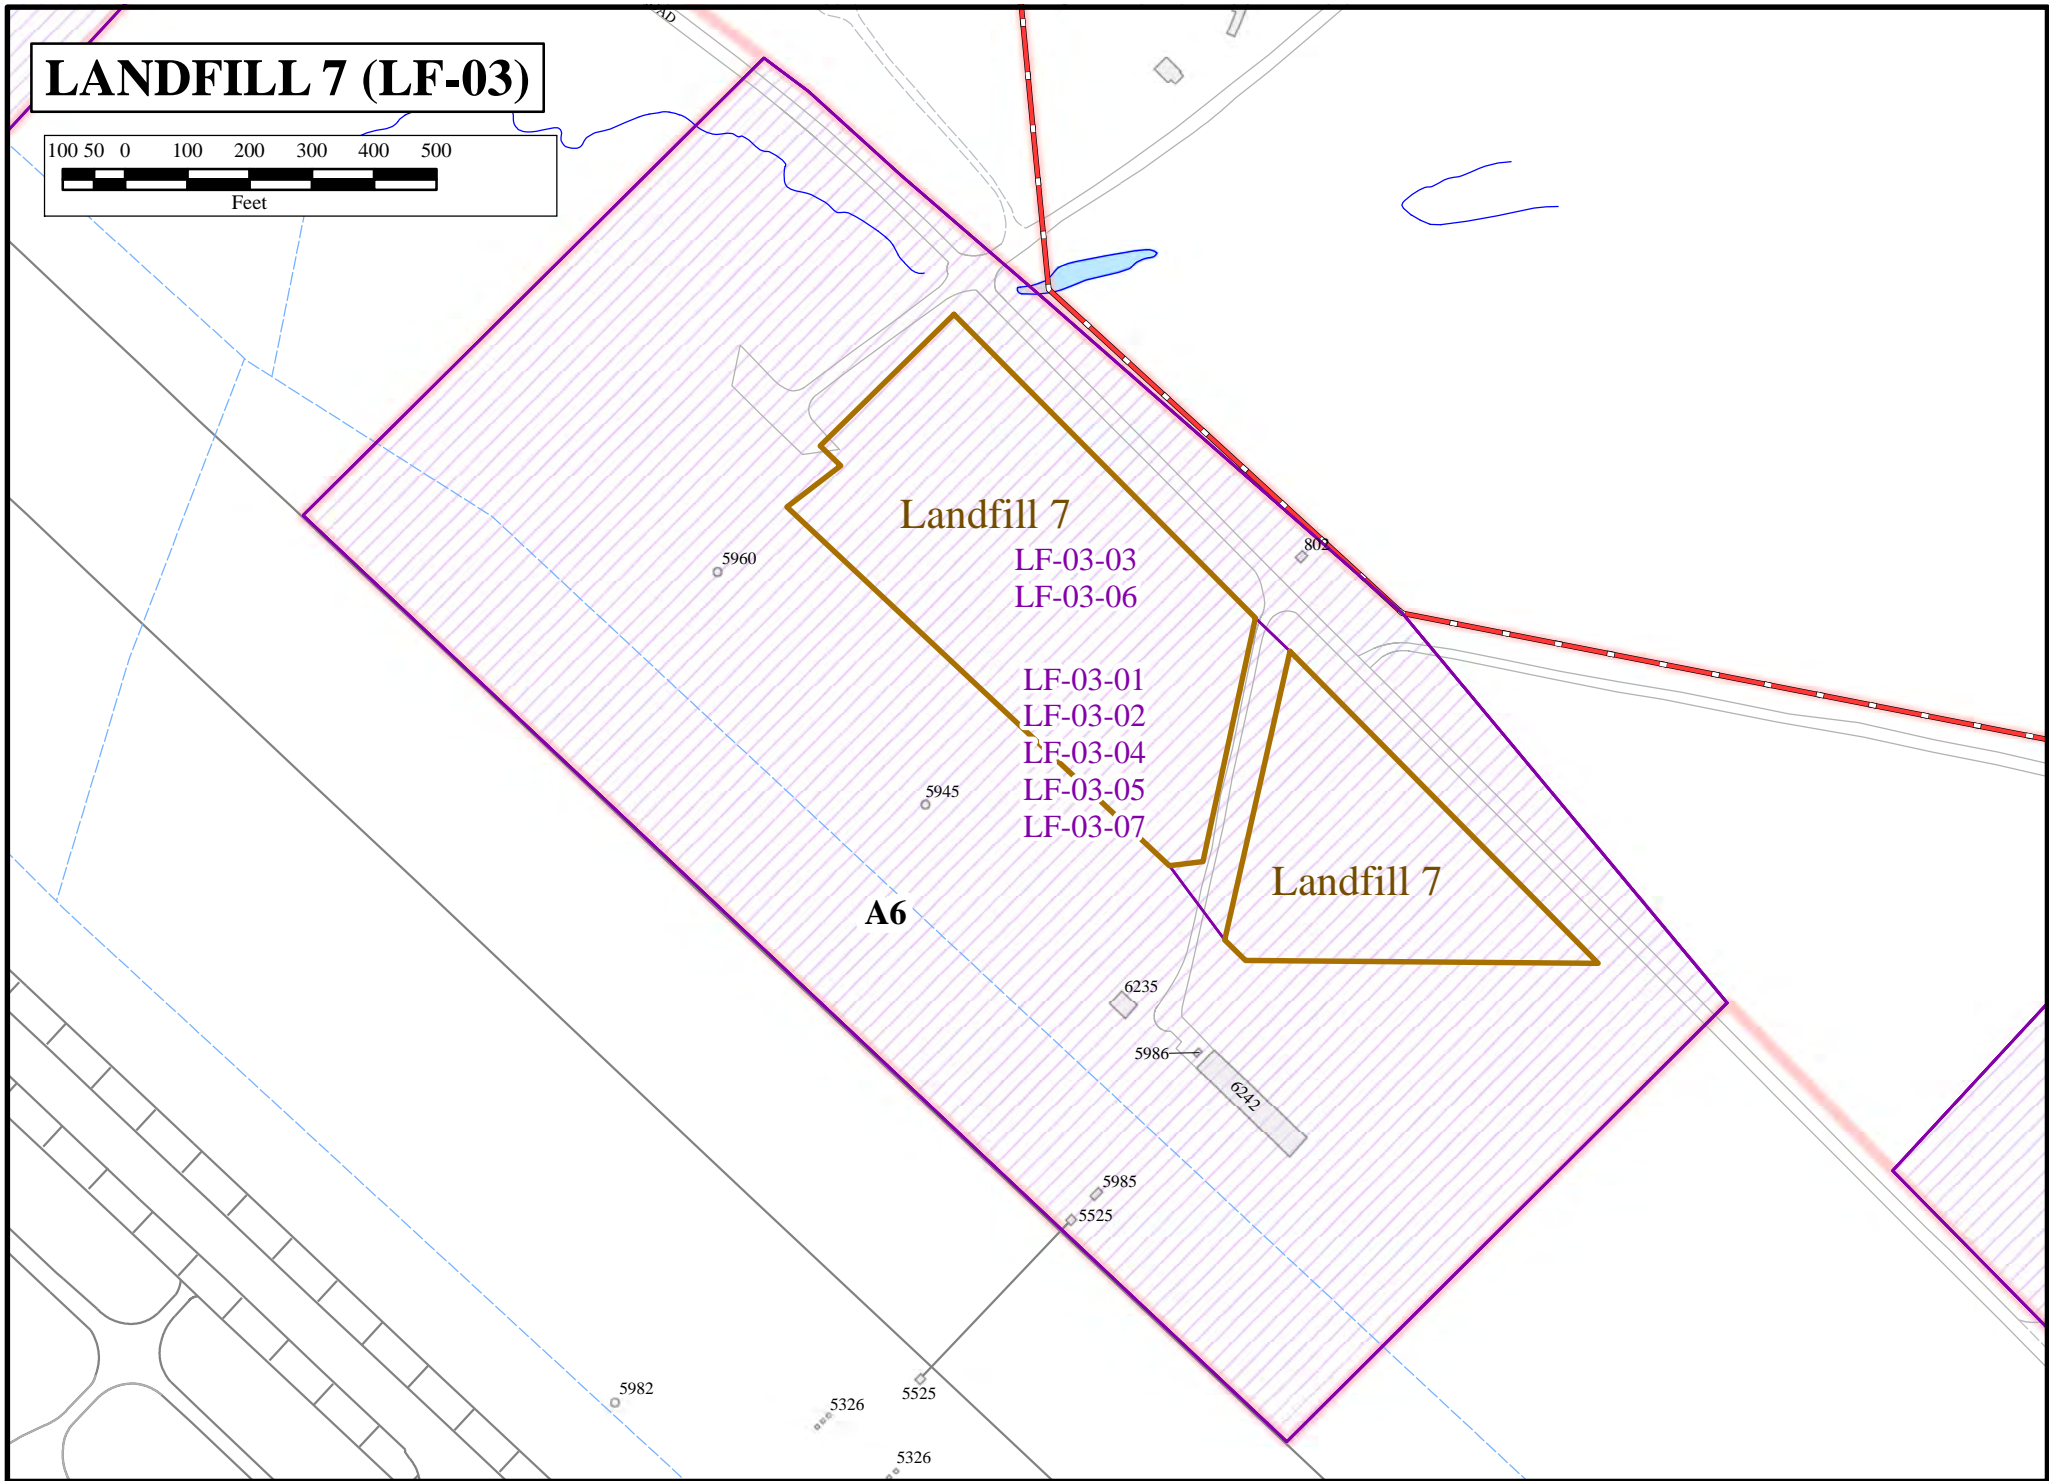 AD
LANDFILL 7 (LF-03)
100 50 0 100 200 300 400 500
Feet
Landfill 7
LF-03-03
LF-03-06
802
5960
LF-03-01
LF-03-02
LF-03-04
LF-03-05
LF-03-07
5945
Landfill 7
A6
6235
5986
6242
5985
5525
5982
5525
5326
5326